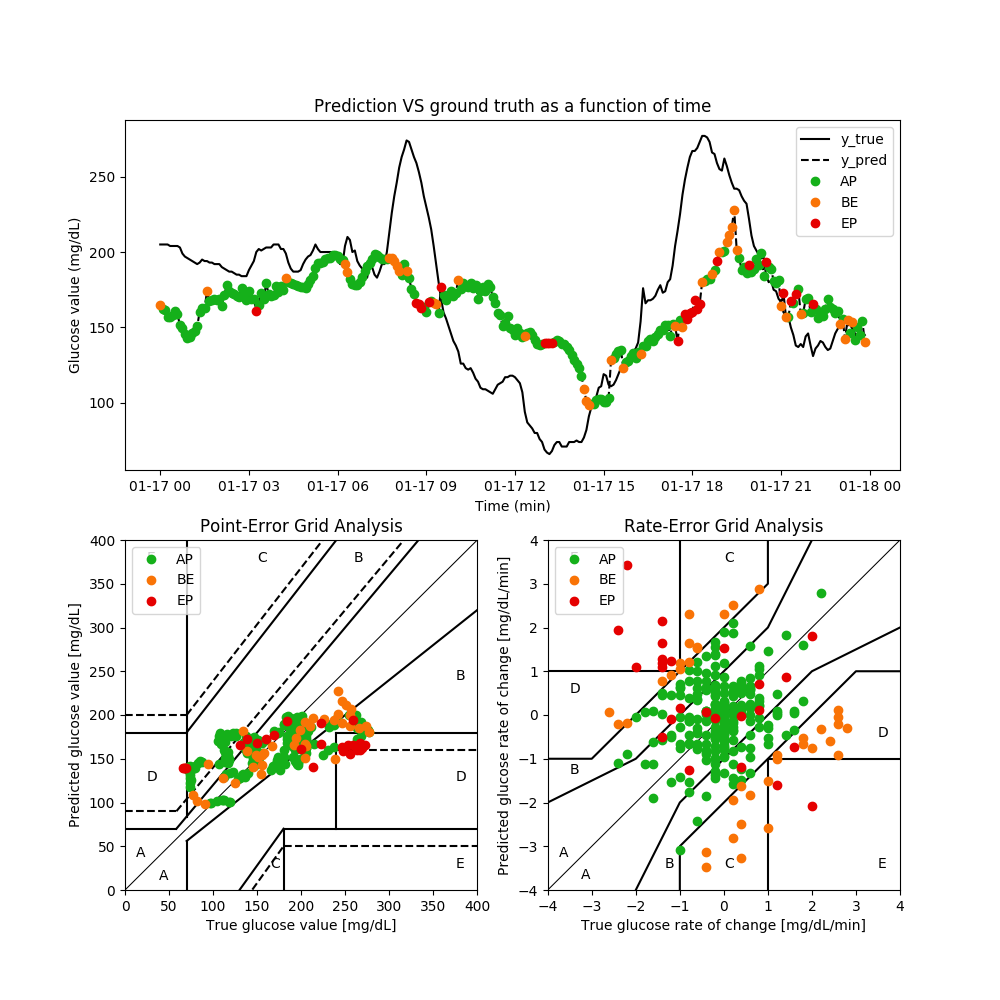 Prediction VS ground truth as a function of time
Glucose value (mg/dL)
250
200
150
100
y_true
y_pred
AP
BE
EP
01-17 00 01-17 03 01-17 06 01-17 09 01-17 12 01-17 15 01-17 18 01-17 21 01-18 00
Time (min)
Point-Error Grid Analysis
Predicted glucose value [mg/dL]
400
350
300
250
200
150
100
50
0
AP
BE
EP
C
B
B
D
D
A
A
C
E
0 50 100 150 200 250 300 350 400
True glucose value [mg/dL]
Rate-Error Grid Analysis
Predicted glucose rate of change [mg/dL/min]
4
3
2
1
0
−1
−2
−3
−4
AP
BE
EP
C
D
D
B
A
A
B
C
E
−4 −3 −2 −1 0 1 2 3 4
True glucose rate of change [mg/dL/min]